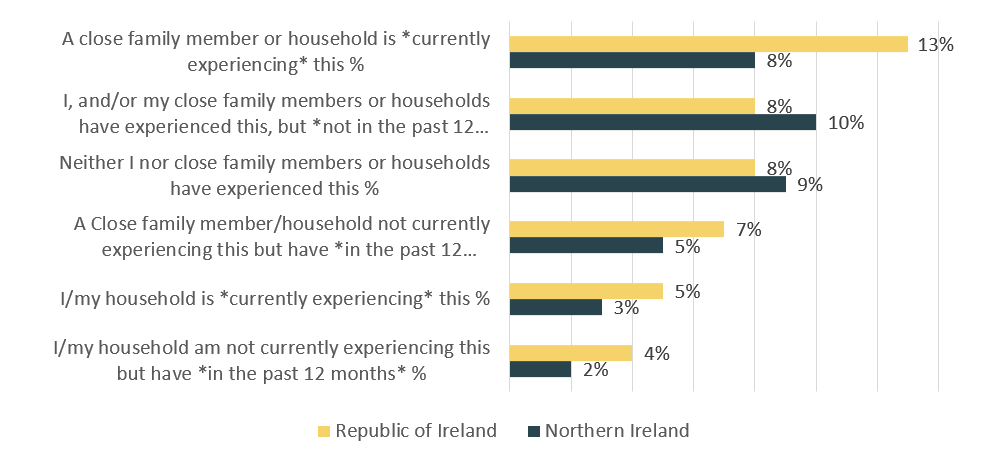 A close family member or household is *currently
experiencing* this %
13%
8%
I, and/or my close family members or households
have experienced this, but *not in the past 12...
8%
10%
Neither I nor close family members or households
have experienced this %
8%
9%
A Close family member/household not currently
experiencing this but have *in the past 12...
7%
5%
I/my household is *currently experiencing* this %
5%
3%
I/my household am not currently experiencing this
but have *in the past 12 months* %
4%
2%
Republic of Ireland
Northern Ireland